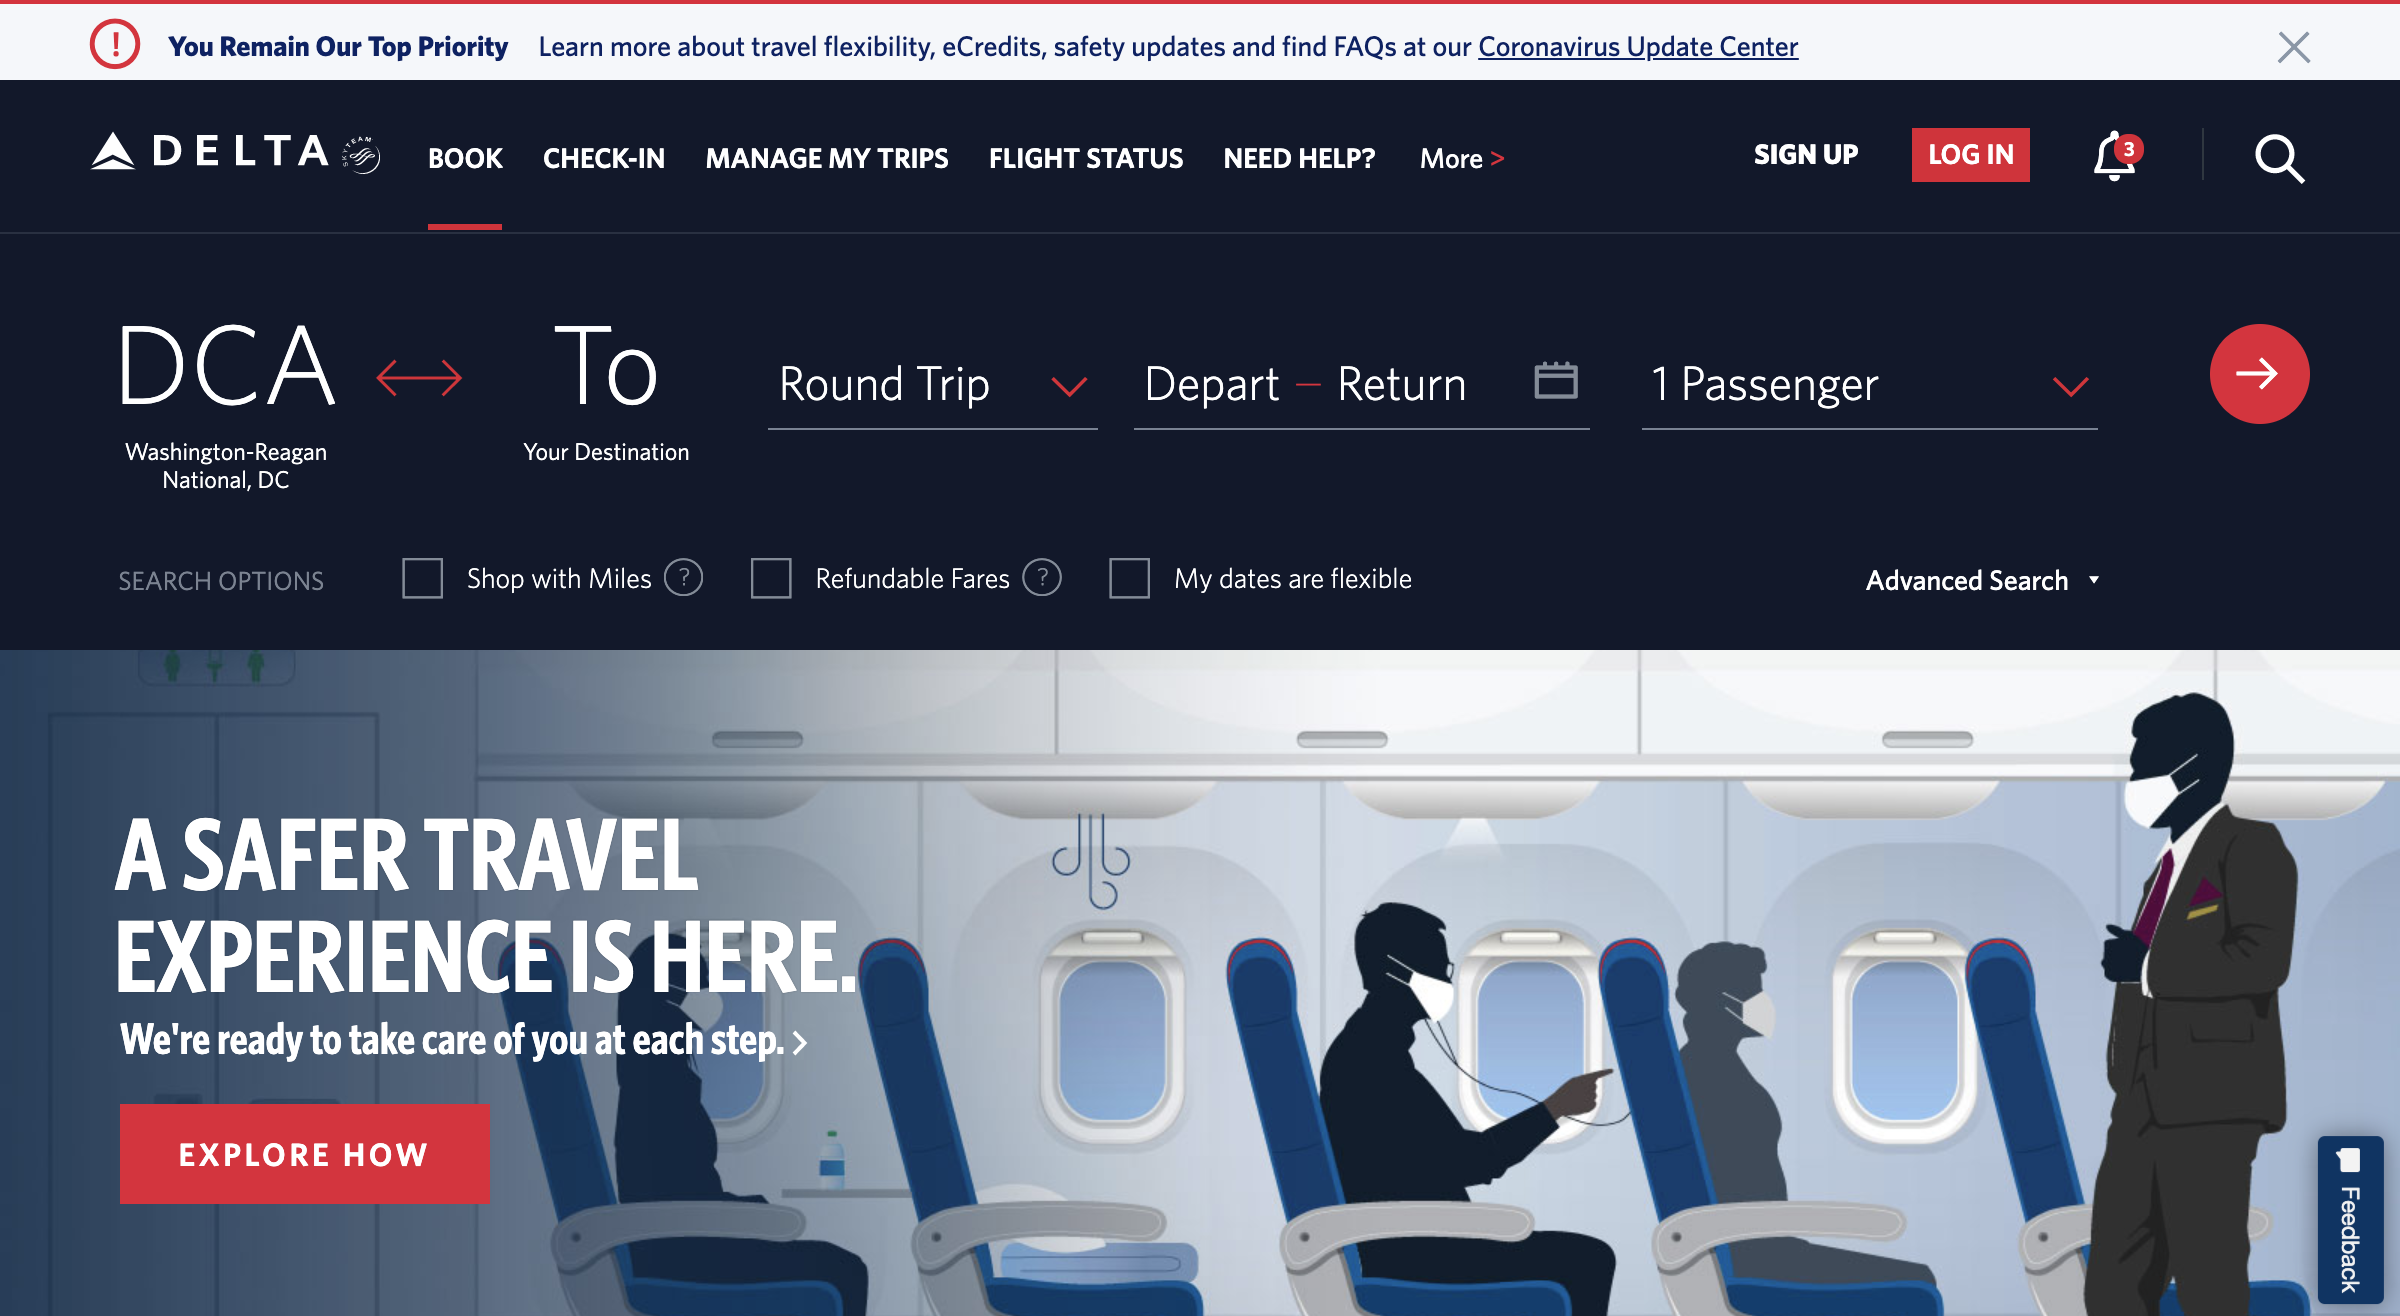 You Remain Our Top Priority Learn more about travel flexibility, eCredits, safety updates and find FAQs at our Coronavirus Update Center
DELTA SKYTEAM BOOK CHECK-IN MANAGE MY TRIPS FLIGHT STATUS NEED HELP? More > SIGN UP LOG IN 3
DCA To Round Trip Depart — Return 1 Passenger
Washington-Reagan
National, DC
Your Destination
SEARCH OPTIONS Shop with Miles ? Refundable Fares ? My dates are flexible Advanced Search
A SAFER TRAVEL
EXPERIENCE IS HERE.
We're ready to take care of you at each step. >
EXPLORE HOW
Feedback